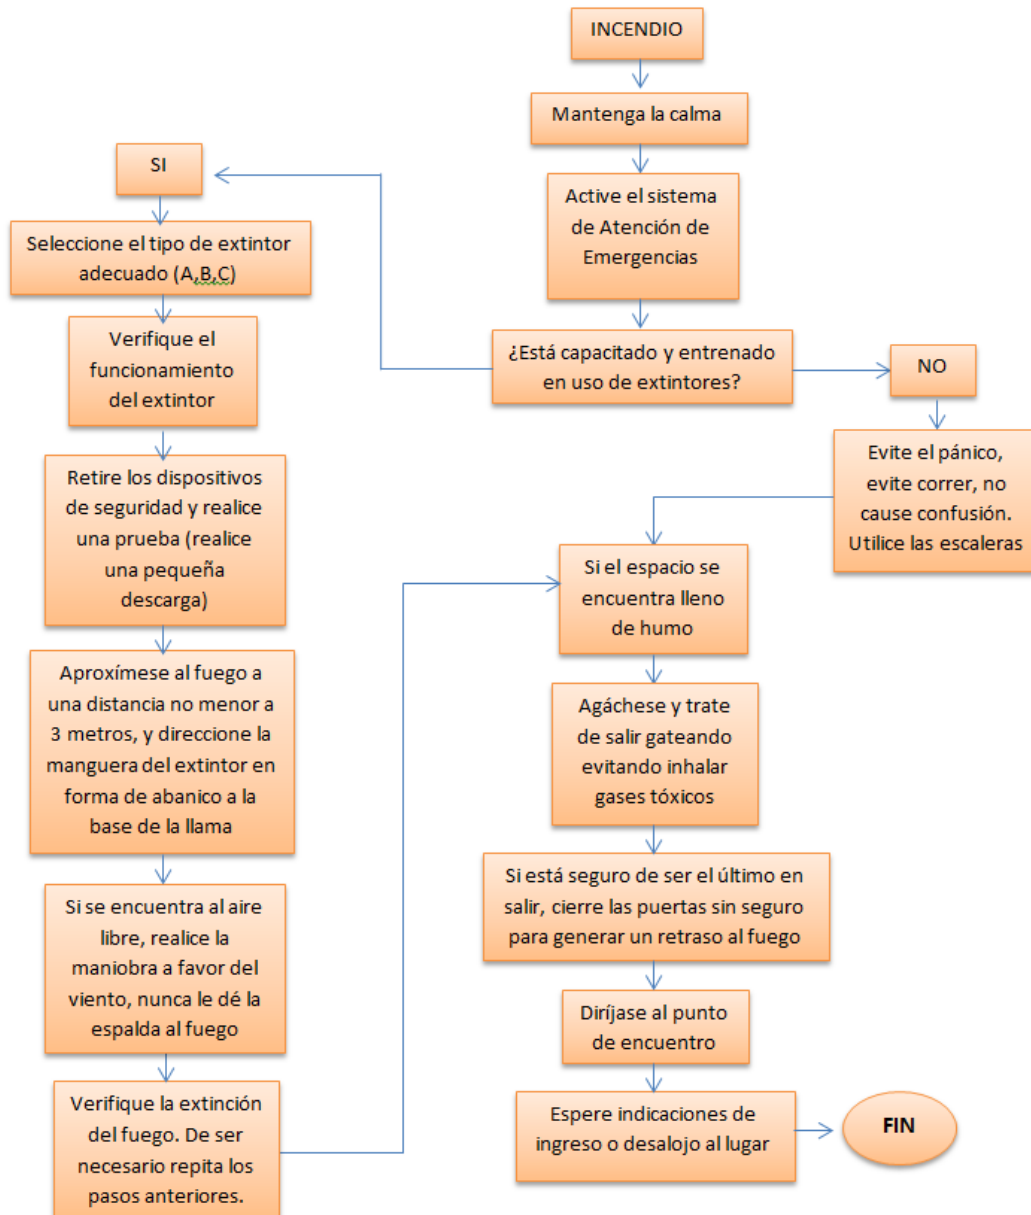 INCENDIO
Mantenga la calma
Active el sistema
de Atención de
Emergencias
¿Está capacitado y entrenado
en uso de extintores?
SI
Seleccione el tipo de extintor
adecuado (A,B,C)
Verifique el
funcionamiento
del extintor
Retire los dispositivos
de seguridad y realice
una prueba (realice
una pequeña
descarga)
Aproxímese al fuego a
una distancia no menor a
3 metros, y direccione la
manguera del extintor en
forma de abanico a la
base de la llama
Si se encuentra al aire
libre, realice la
maniobra a favor del
viento, nunca le dé la
espalda al fuego
Verifique la extinción
del fuego. De ser
necesario repita los
pasos anteriores.
NO
Evite el pánico,
evite correr, no
cause confusión.
Utilice las escaleras
Si el espacio se
encuentra lleno
de humo
Agáchese y trate
de salir gateando
evitando inhalar
gases tóxicos
Si está seguro de ser el último en
salir, cierre las puertas sin seguro
para generar un retraso al fuego
Diríjase al punto
de encuentro
Espere indicaciones de
ingreso o desalojo al lugar
FIN